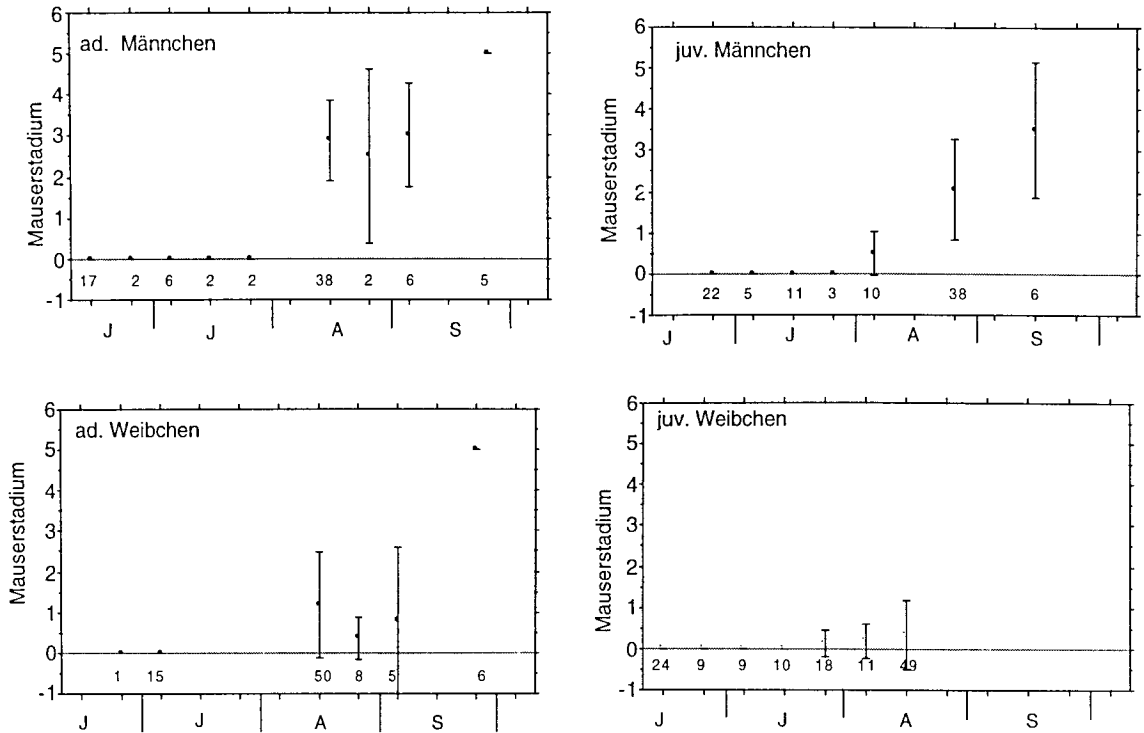 ad. Männchen
Mauserstadium
6
5
4
3
2
1
0
-1
17 2 6 2 2 38 2 6 5
J J A S
juv. Männchen
Mauserstadium
6
5
4
3
2
1
0
-1
22 5 11 3 10 38 6
J J A S
ad. Weibchen
Mauserstadium
6
5
4
3
2
1
0
-1
1 15 50 8 5 6
J J A S
juv. Weibchen
Mauserstadium
6
5
4
3
2
1
0
-1
24 9 9 10 18 11 49
J J A S